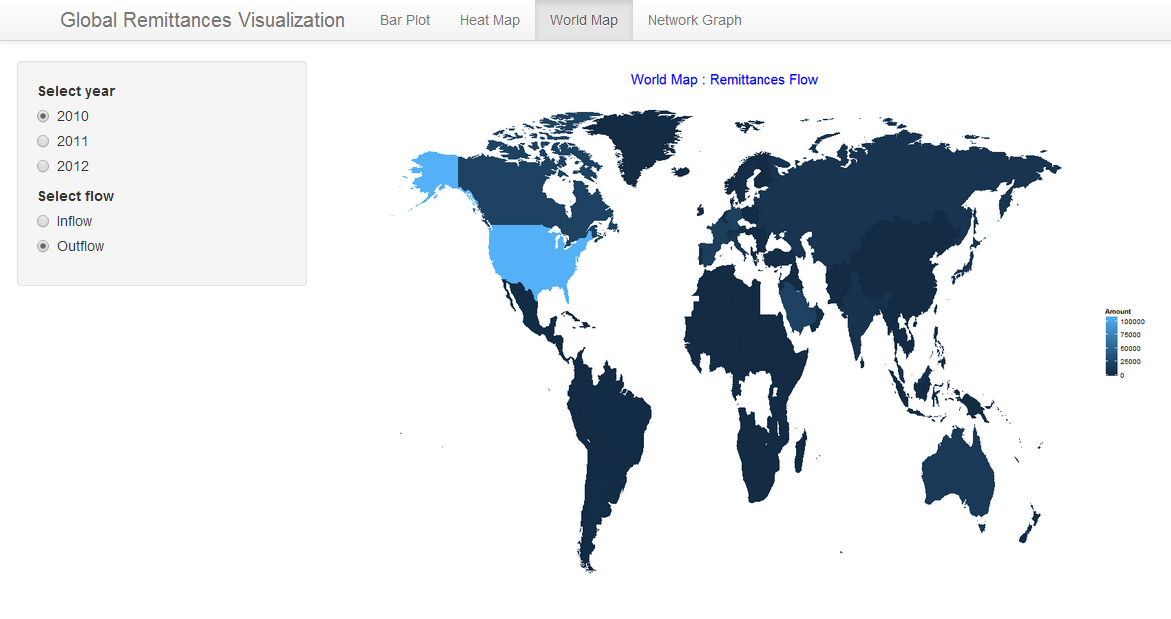 Global Remittances Visualization Bar Plot Heat Map World Map Network Graph
Select year
2010
2011
2012
Select flow
Inflow
Outflow
World Map : Remittances Flow
Amount
100000
75000
50000
25000
0